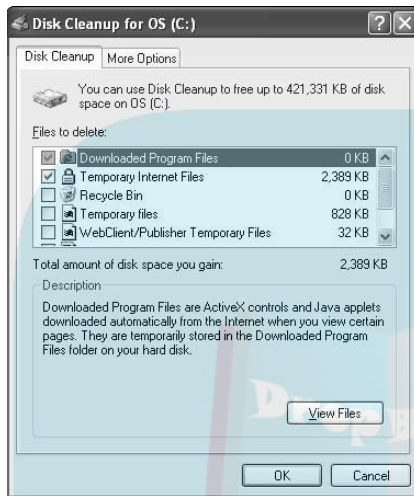 Disk Cleanup for OS (C:)
Disk Cleanup
More Options
You can use Disk Cleanup to free up to 421,331 KB of disk
space on OS (C:).
Files to delete:
Downloaded Program Files 0 KB
Temporary Internet Files 2,389 KB
Recycle Bin 0 KB
Temporary files 828 KB
WebClient/Publisher Temporary Files 32 KB
Total amount of disk space you gain: 2,389 KB
Description
Downloaded Program Files are ActiveX controls and Java applets
downloaded automatically from the Internet when you view certain
pages. They are temporarily stored in the Downloaded Program
Files folder on your hard disk.
View Files
OK
Cancel